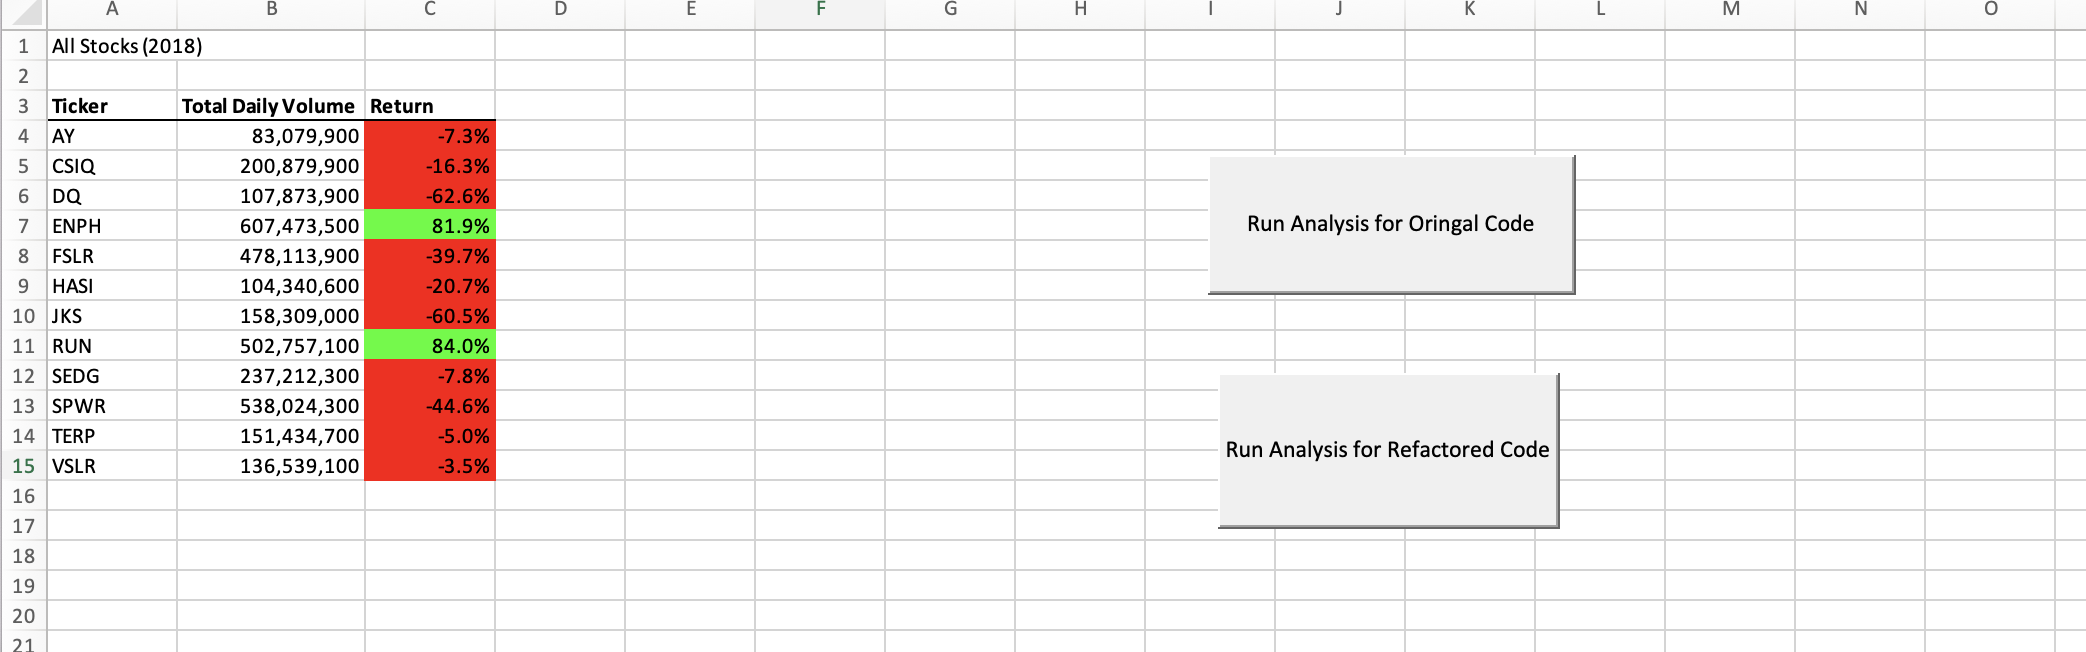 A B C D E F G H I J K L M N O
1 All Stocks (2018)
2
3 Ticker Total Daily Volume Return
4 AY 83,079,900 -7.3%
5 CSIQ 200,879,900 -16.3%
6 DQ 107,873,900 -62.6%
7 ENPH 607,473,500 81.9%
Run Analysis for Oringal Code
8 FSLR 478,113,900 -39.7%
9 HASI 104,340,600 -20.7%
10 JKS 158,309,000 -60.5%
11 RUN 502,757,100 84.0%
12 SEDG 237,212,300 -7.8%
13 SPWR 538,024,300 -44.6%
14 TERP 151,434,700 -5.0%
Run Analysis for Refactored Code
15 VSLR 136,539,100 -3.5%
16
17
18
19
20
21